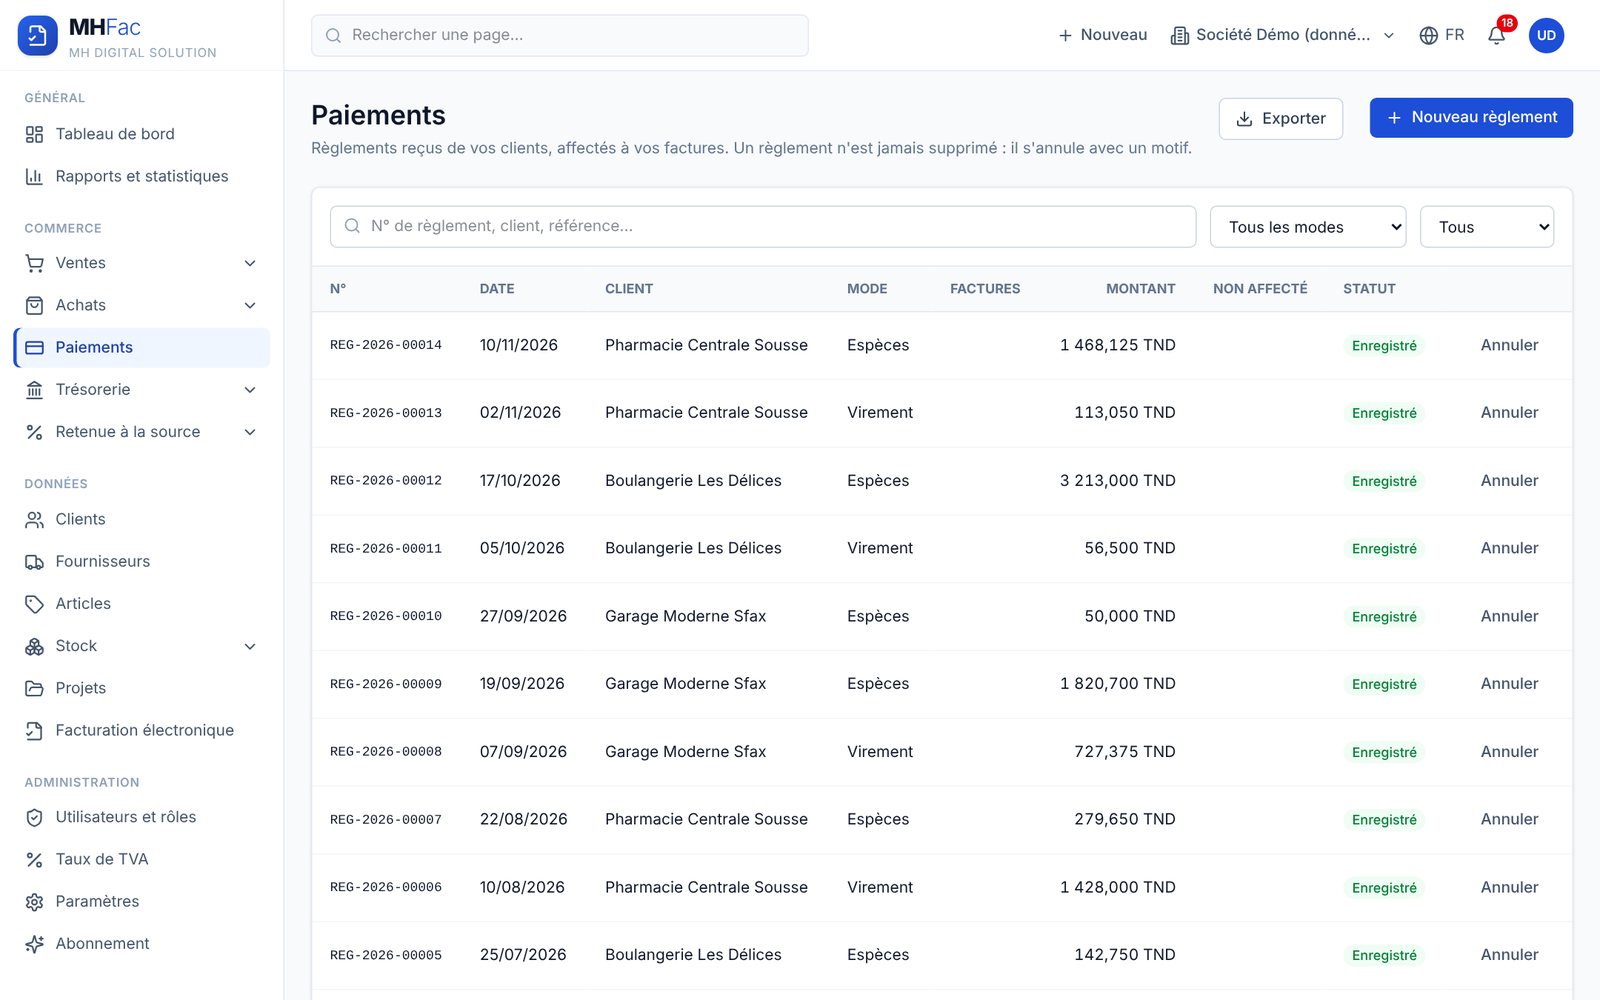 MHFac
MH DIGITAL SOLUTION
Rechercher une page...
Nouveau
Société Démo (donné...
FR
18
UD
GÉNÉRAL
Tableau de bord
Rapports et statistiques
COMMERCE
Ventes
Achats
Paiements
Trésorerie
Retenue à la source
DONNÉES
Clients
Fournisseurs
Articles
Stock
Projets
Facturation électronique
ADMINISTRATION
Utilisateurs et rôles
Taux de TVA
Paramètres
Abonnement
Paiements
Règlements reçus de vos clients, affectés à vos factures. Un règlement n'est jamais supprimé : il s'annule avec un motif.
Exporter
Nouveau règlement
N° de règlement, client, référence...
Tous les modes
Tous
N° DATE CLIENT MODE FACTURES MONTANT NON AFFECTÉ STATUT
REG-2026-00014 10/11/2026 Pharmacie Centrale Sousse Espèces 1 468,125 TND Enregistré Annuler
REG-2026-00013 02/11/2026 Pharmacie Centrale Sousse Virement 113,050 TND Enregistré Annuler
REG-2026-00012 17/10/2026 Boulangerie Les Délices Espèces 3 213,000 TND Enregistré Annuler
REG-2026-00011 05/10/2026 Boulangerie Les Délices Virement 56,500 TND Enregistré Annuler
REG-2026-00010 27/09/2026 Garage Moderne Sfax Espèces 50,000 TND Enregistré Annuler
REG-2026-00009 19/09/2026 Garage Moderne Sfax Espèces 1 820,700 TND Enregistré Annuler
REG-2026-00008 07/09/2026 Garage Moderne Sfax Virement 727,375 TND Enregistré Annuler
REG-2026-00007 22/08/2026 Pharmacie Centrale Sousse Espèces 279,650 TND Enregistré Annuler
REG-2026-00006 10/08/2026 Pharmacie Centrale Sousse Virement 1 428,000 TND Enregistré Annuler
REG-2026-00005 25/07/2026 Boulangerie Les Délices Espèces 142,750 TND Enregistré Annuler